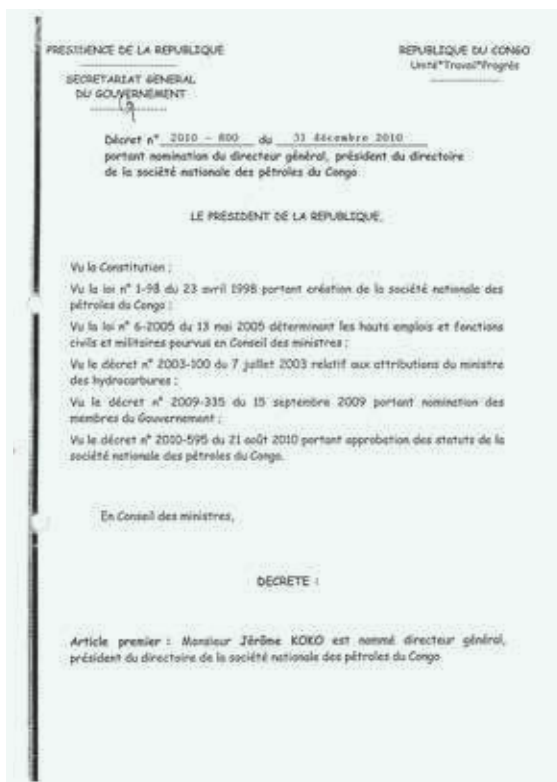 PRESIDENCE DE LA REPUBLIQUE
SECRETARIAT GENERAL
DU GOUVERNEMENT
REPUBLIQUE DU CONGO
Unité*Travail*Progrès
Décret n° 2010 - 800 du 31 décembre 2010
portant nomination du directeur général, président du directoire
de la société nationale des pétroles du Congo
LE PRESIDENT DE LA REPUBLIQUE,
Vu la Constitution ;
Vu la loi n° 1-98 du 23 avril 1998 portant création de la société nationale des
pétroles du Congo ;
Vu la loi n° 6-2005 du 13 mai 2005 déterminant les hauts emplois et fonctions
civils et militaires pourvus en Conseil des ministres ;
Vu le décret n° 2003-100 du 7 juillet 2003 relatif aux attributions du ministre
des hydrocarbures ;
Vu le décret n° 2009-335 du 15 septembre 2009 portant nomination des
membres du Gouvernement ;
Vu le décret n° 2010-595 du 21 août 2010 portant approbation des statuts de la
société nationale des pétroles du Congo.
En Conseil des ministres,
DECRETE :
Article premier : Monsieur Jérôme KOKO est nommé directeur général,
président du directoire de la société nationale des pétroles du Congo